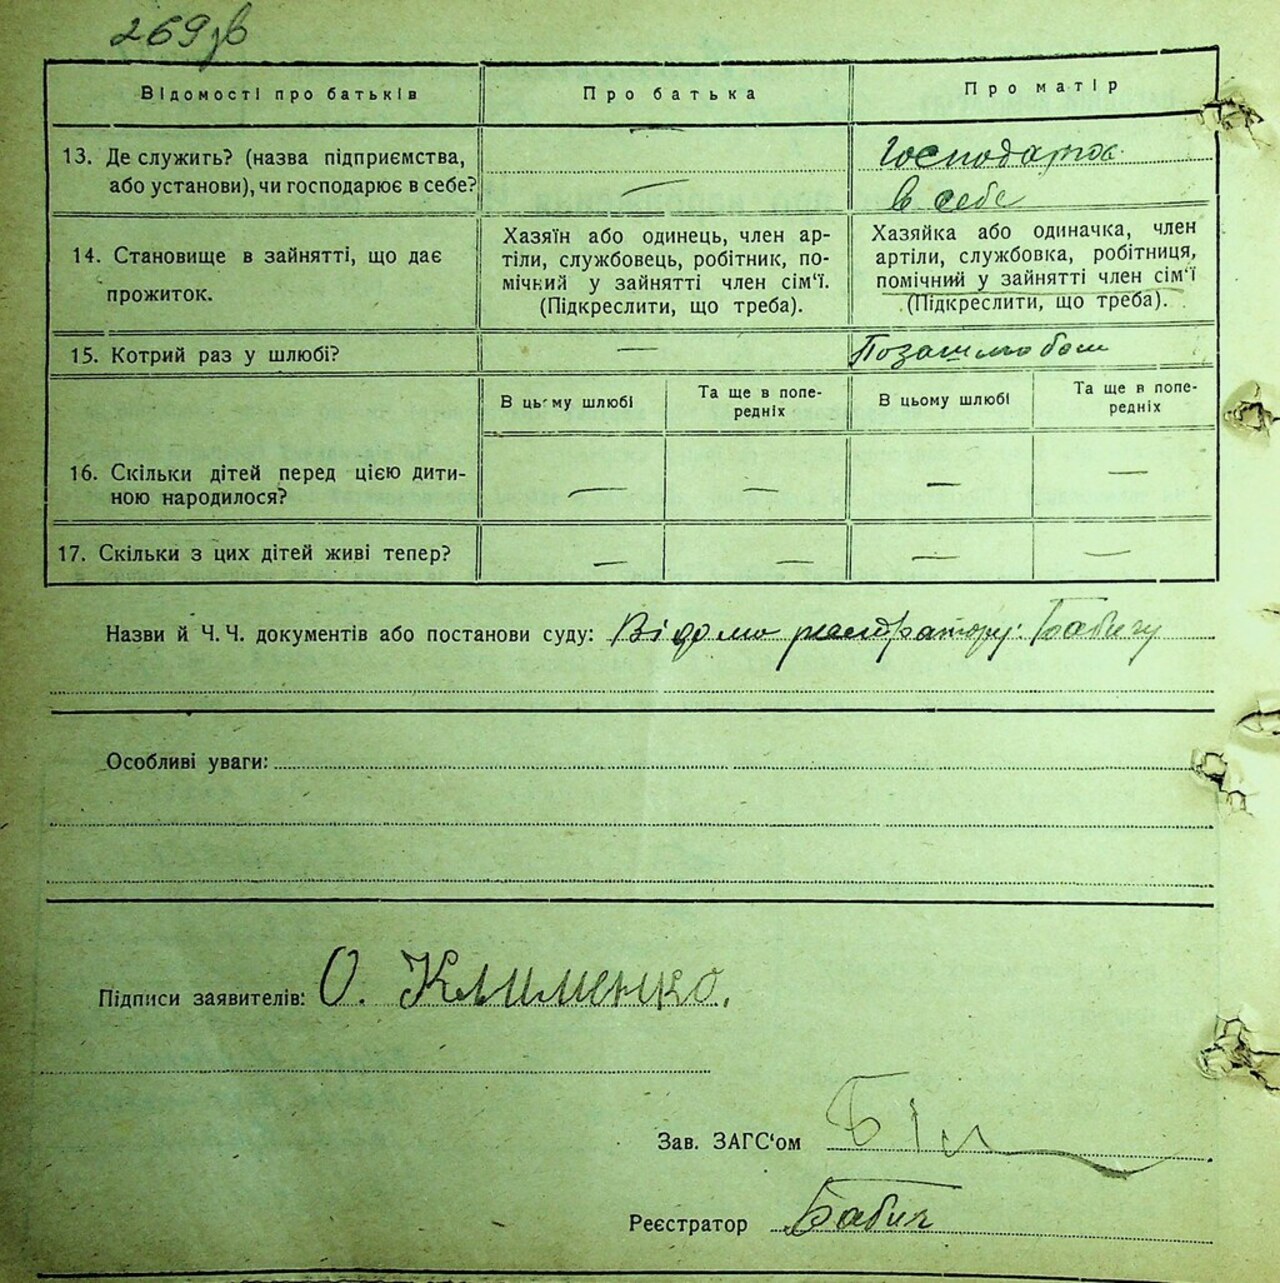 269 зв
Відомості про батьків
Про батька
Про матір
13. Де служить? (назва підприємства,
або установи), чи господарює в себе?
—
—
в себе
14. Становище в зайнятті, що дає
прожиток.
Хазяїн або одинець, член ар-
тіли, службовець, робітник, по-
мічний у зайнятті член сім‘ї.
(Підкреслити, що треба).
Хазяйка або одиначка, член
артіли, службовка, робітниця,
помічний у зайнятті член сім‘ї
(Підкреслити, що треба).
15. Котрий раз у шлюбі?
—
В цьому шлюбі
Та ще в попе-
редніх
В цьому шлюбі
Та ще в попе-
редніх
16. Скільки дітей перед цією дити-
ною народилося?
—
—
—
—
17. Скільки з цих дітей живі тепер?
—
—
—
—
Назви й Ч. Ч. документів або постанови суду: Відомо реєстратору: Бабичу
Особливі уваги:
Підписи заявителів: О. Клименко.
Зав. ЗАГС‘ом
Реєстратор Бабич